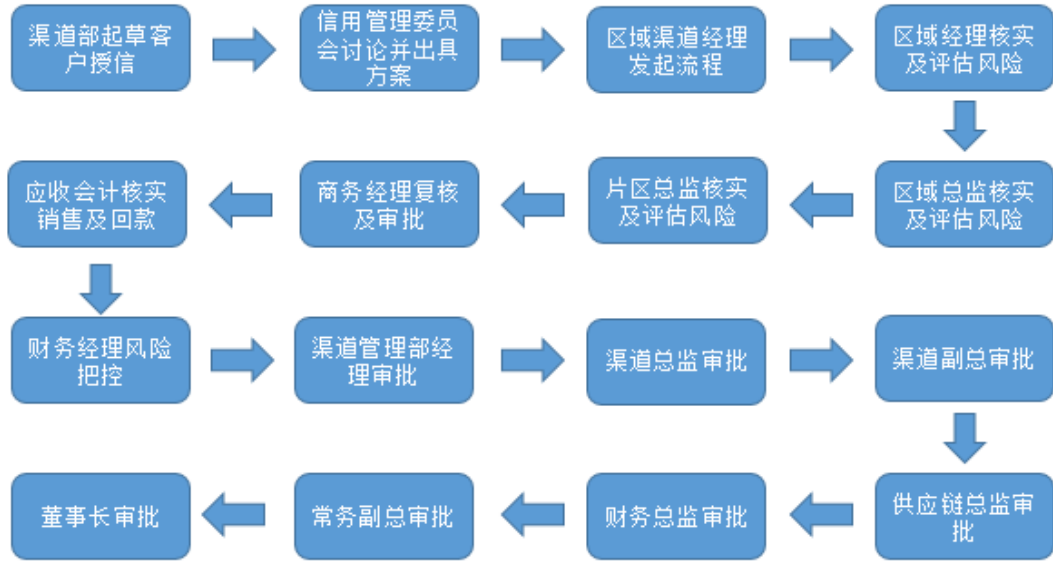 渠道部起草客
户授信
信用管理委员
会讨论并出具
方案
区域渠道经理
发起流程
区域经理核实
及评估风险
区域总监核实
及评估风险
片区总监核实
及评估风险
商务经理复核
及审批
应收会计核实
销售及回款
财务经理风险
把控
渠道管理部经
理审批
渠道总监审批
渠道副总审批
供应链总监审
批
财务总监审批
常务副总审批
董事长审批